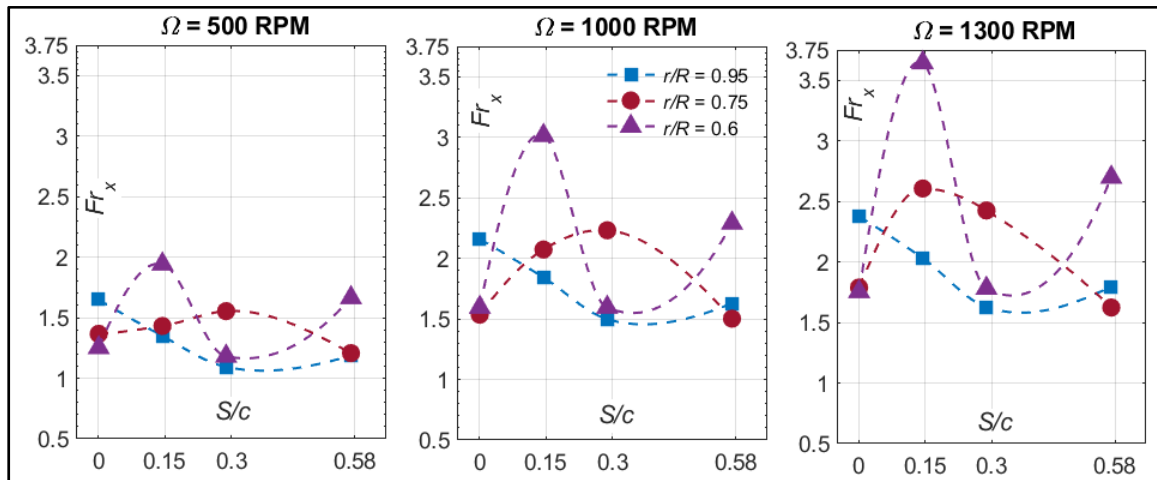 Ω = 500 RPM
3.75
3.5
3
2.5
2
1.5
1
0.5
Fr_x
S/c
0 0.15 0.3 0.58
Ω = 1000 RPM
3.75
3.5
3
2.5
2
1.5
1
0.5
Fr_x
r/R = 0.95
r/R = 0.75
r/R = 0.6
S/c
0 0.15 0.3 0.58
Ω = 1300 RPM
3.75
3.5
3
2.5
2
1.5
1
0.5
Fr_x
S/c
0 0.15 0.3 0.58